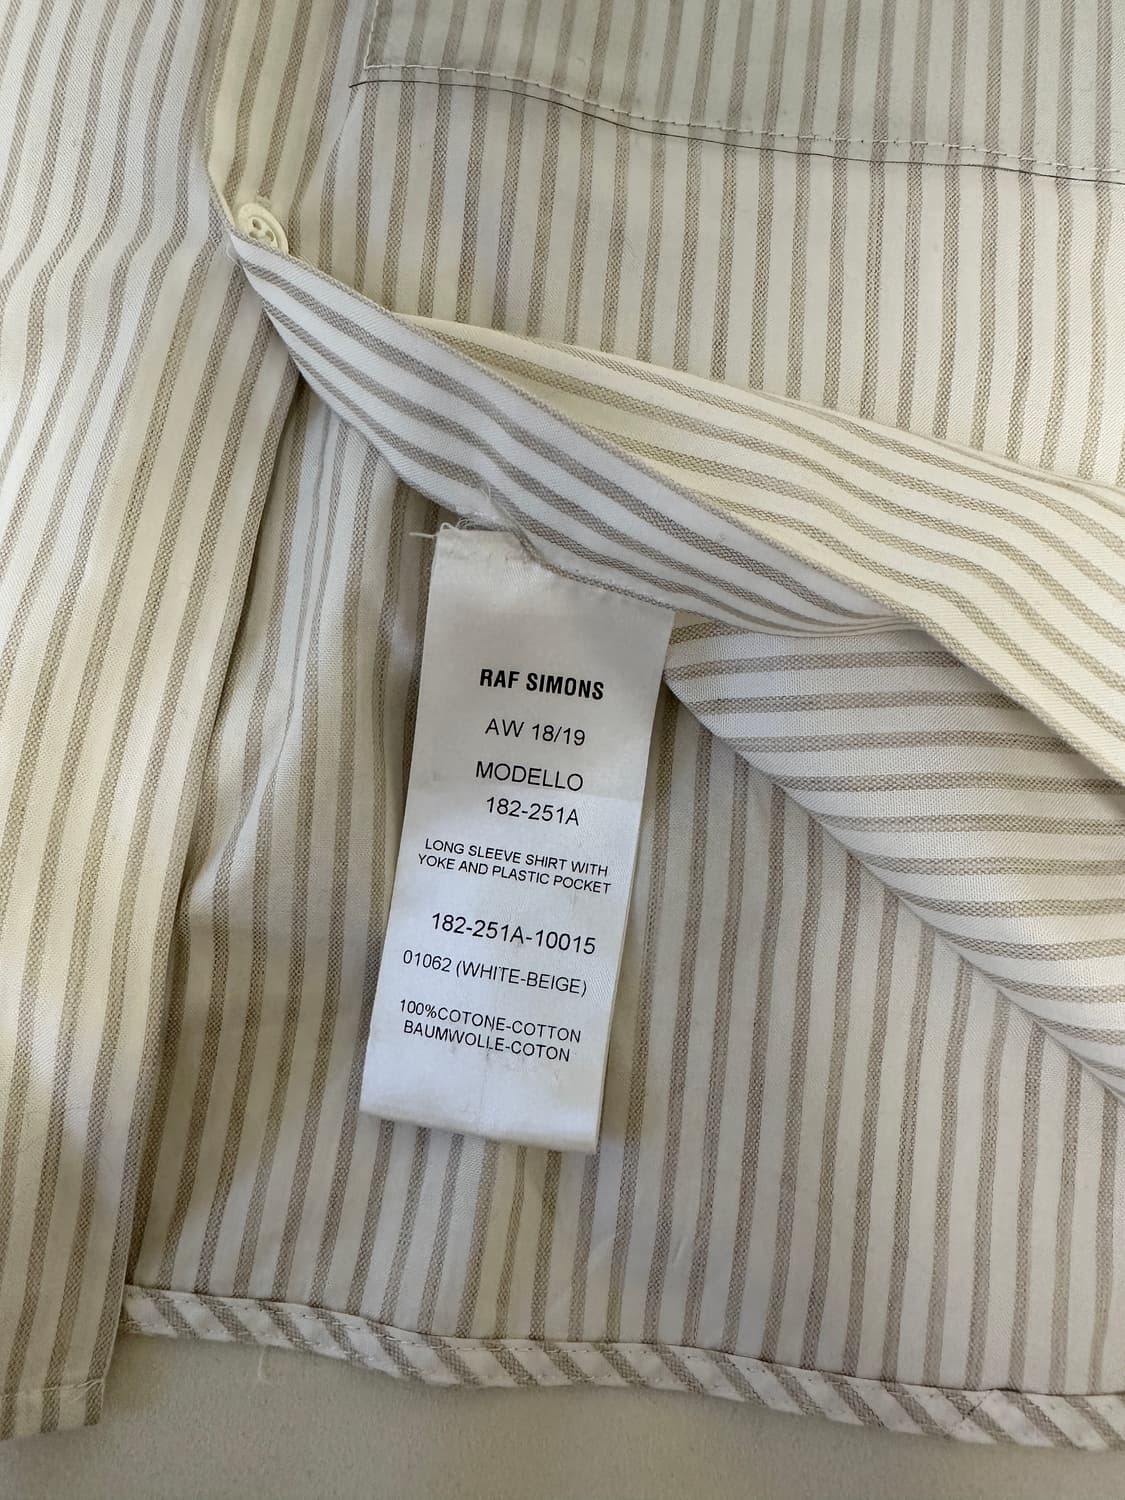 RAF SIMONS
AW 18/19
MODELLO
182-251A
LONG SLEEVE SHIRT WITH
YOKE AND PLASTIC POCKET
182-251A-10015
01062 (WHITE-BEIGE)
100%COTONE-COTTON
BAUMWOLLE-COTON